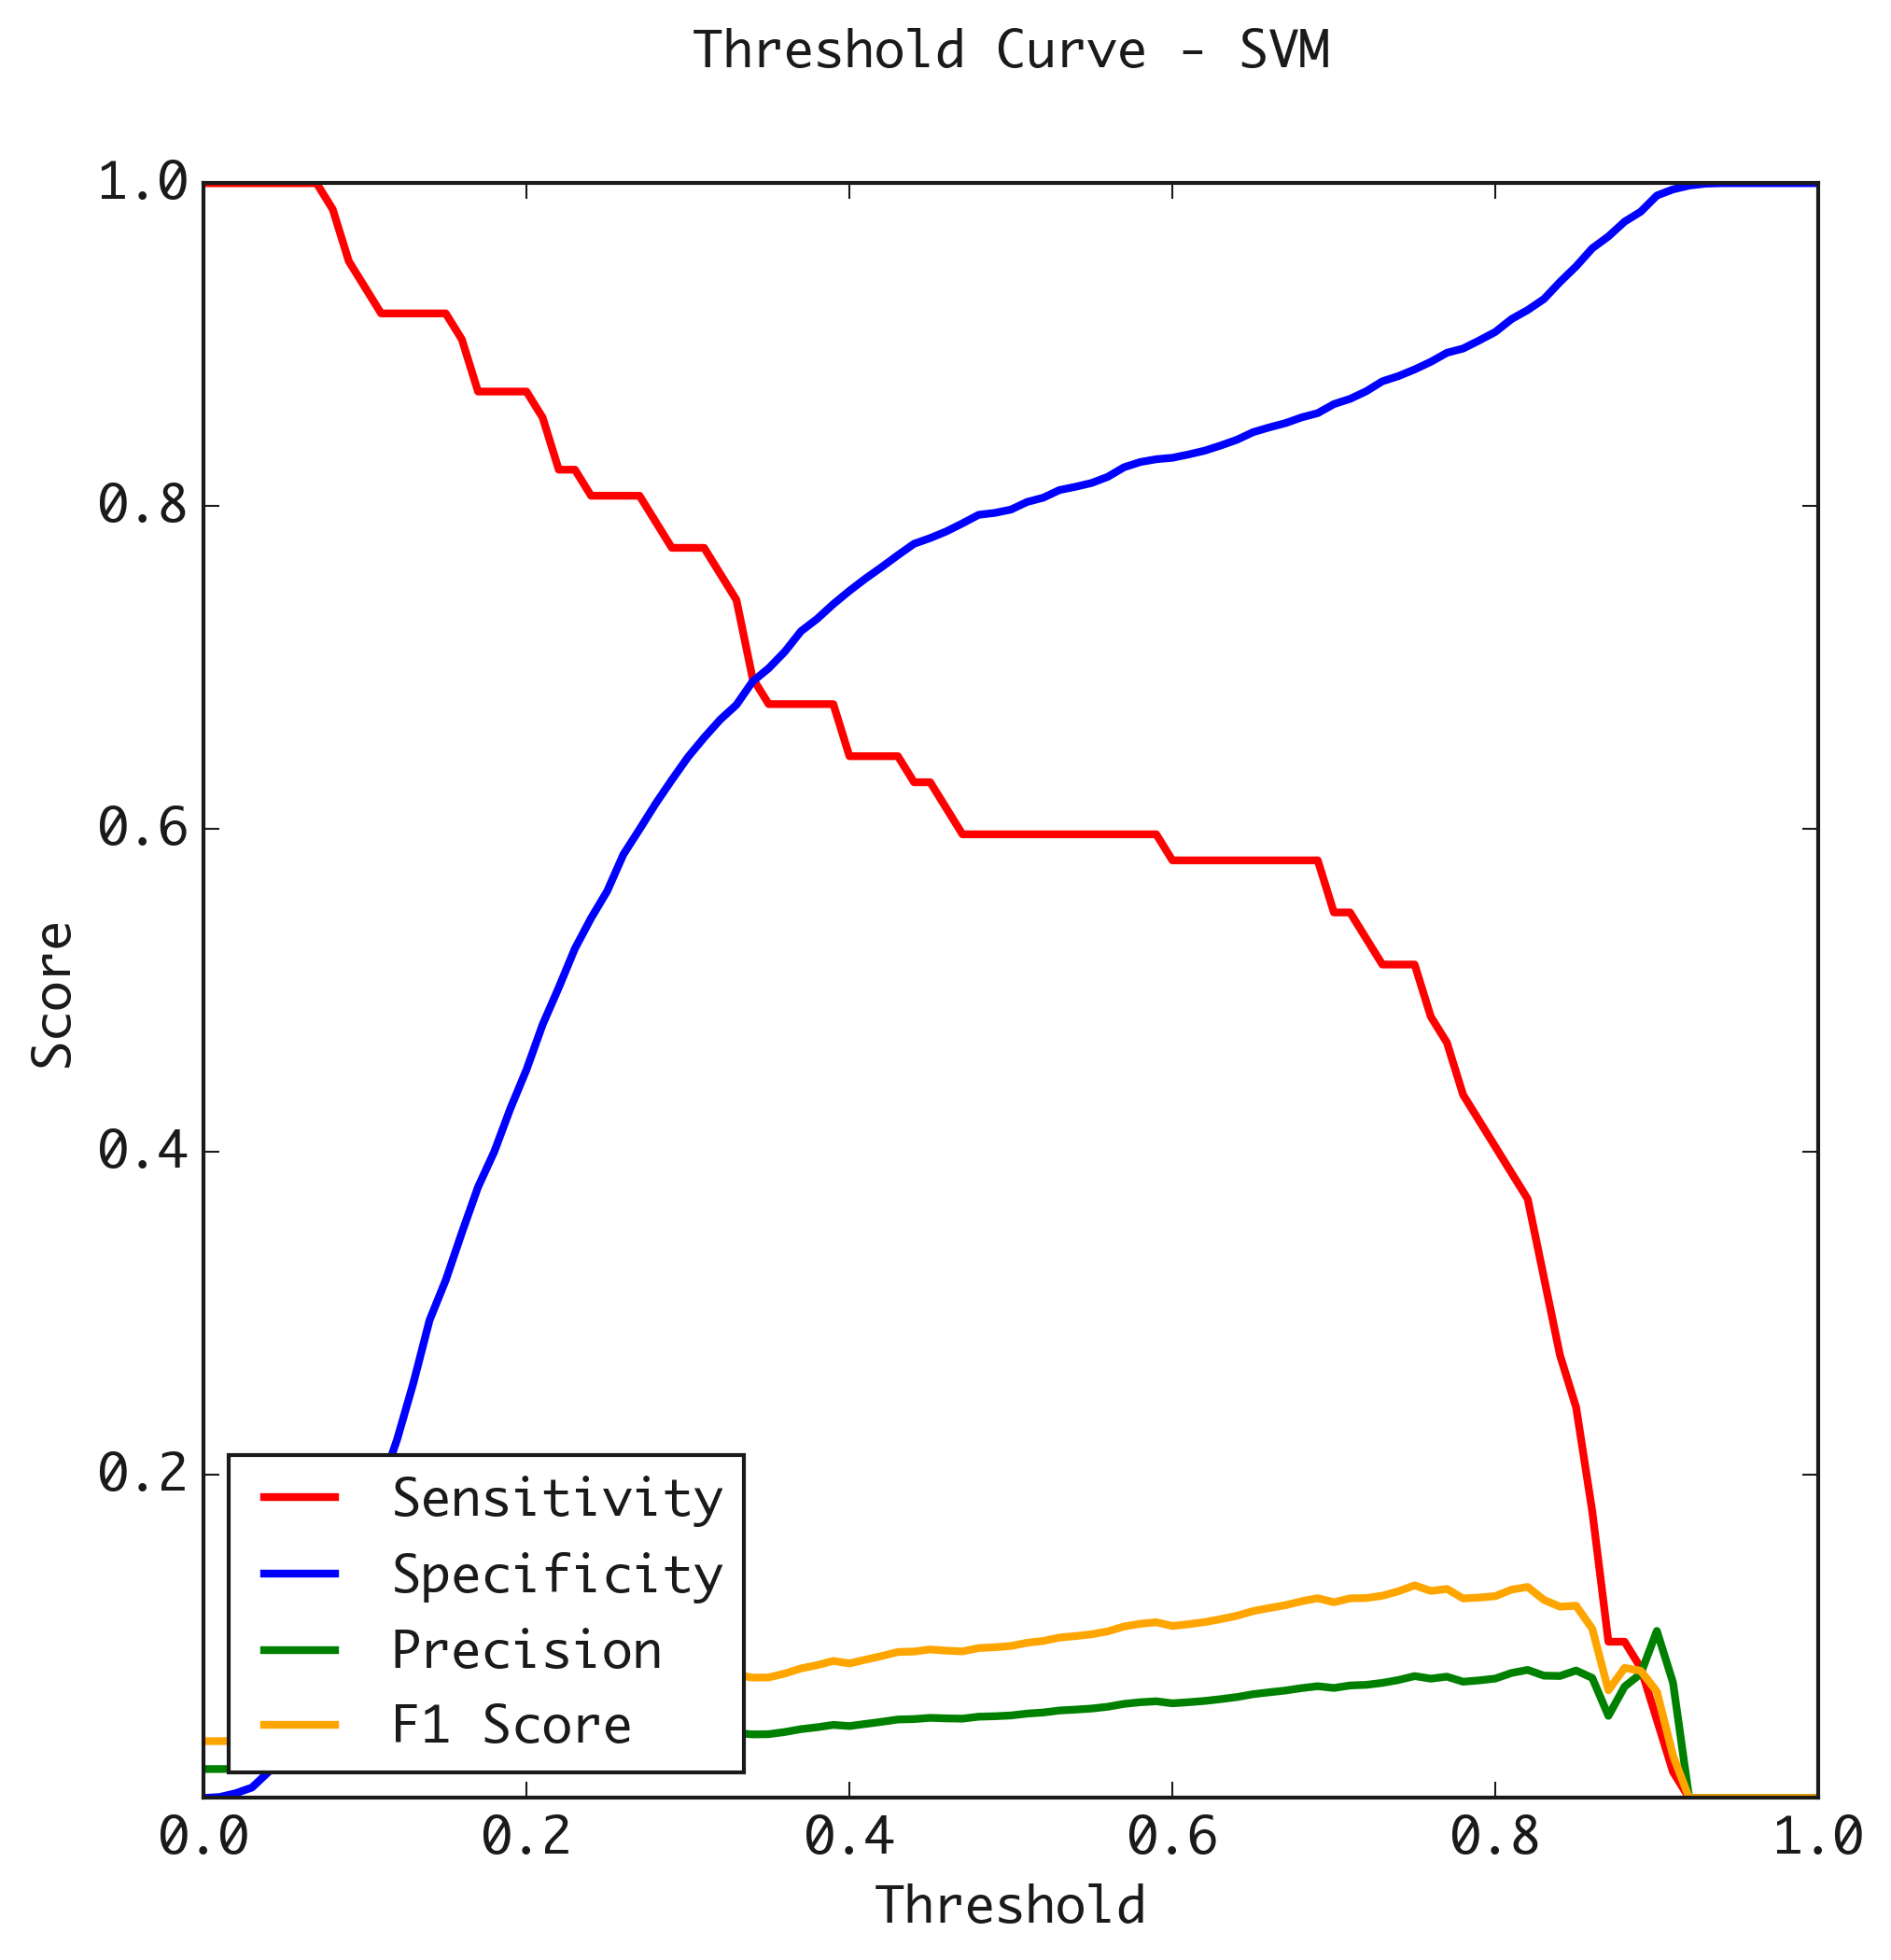 Threshold Curve - SVM
1.0
0.8
0.6
0.4
0.2
Score
Sensitivity
Specificity
Precision
F1 Score
0.0 0.2 0.4 0.6 0.8 1.0
Threshold